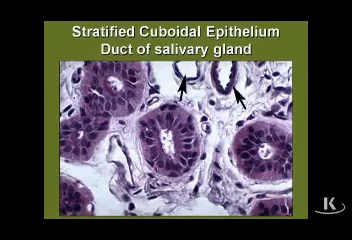 Stratified Cuboidal Epithelium
Duct of salivary gland
K